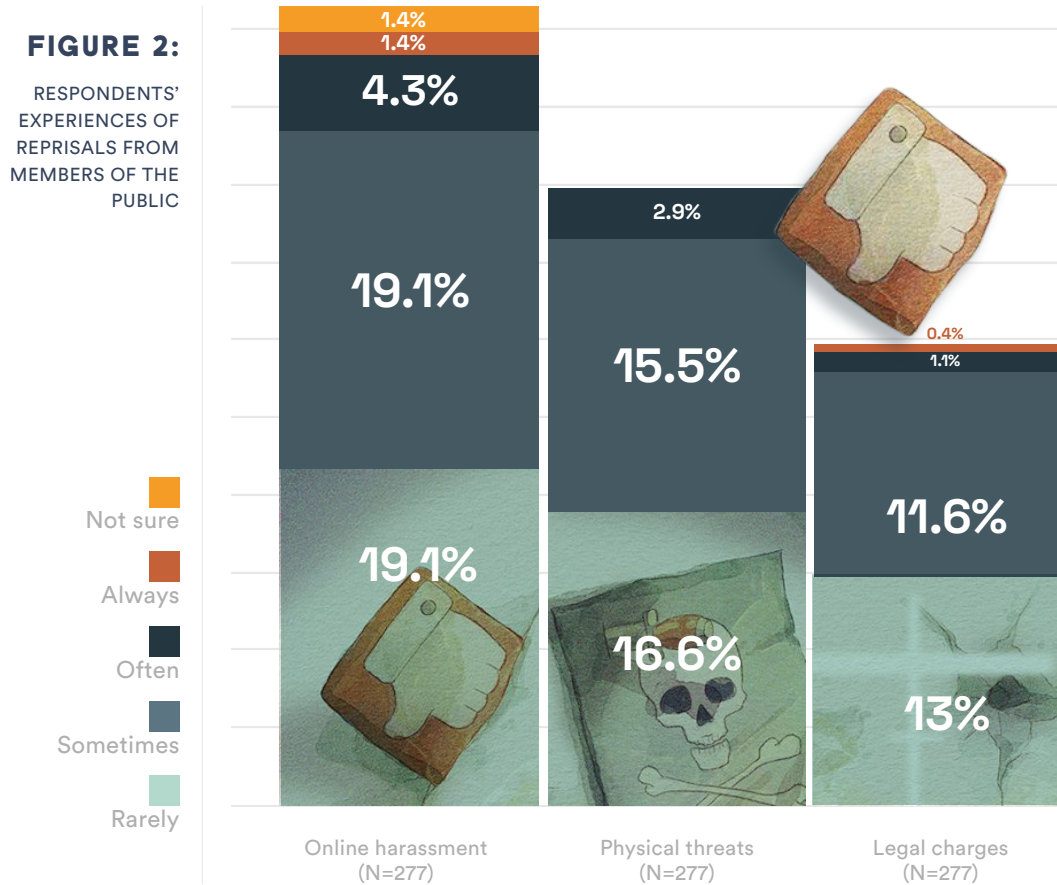 FIGURE 2:
RESPONDENTS’
EXPERIENCES OF
REPRISALS FROM
MEMBERS OF THE
PUBLIC
Not sure
Always
Often
Sometimes
Rarely
1.4%
1.4%
4.3%
19.1%
19.1%
2.9%
15.5%
16.6%
0.4%
1.1%
11.6%
13%
Online harassment
(N=277)
Physical threats
(N=277)
Legal charges
(N=277)